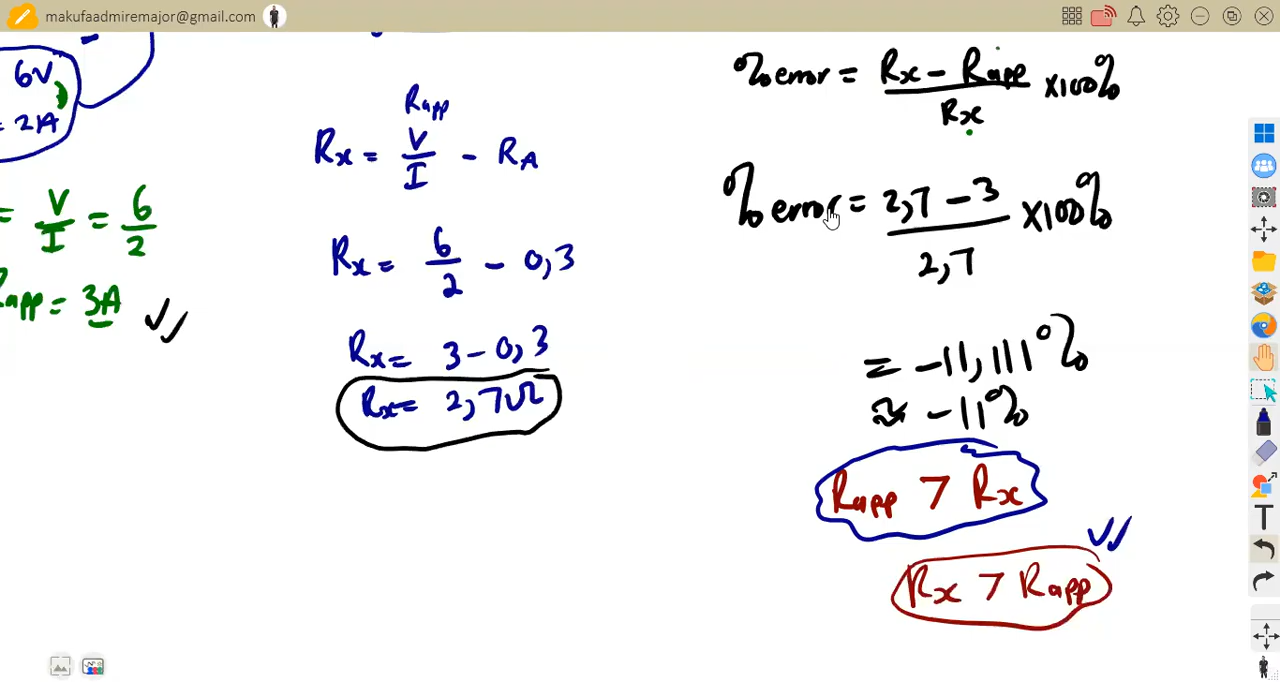 makufaadmiremajor@gmail.com
6V
= 2A
= V/I = 6/2
Rapp = 3A ✓✓
Rapp
Rx = V/I - RA
Rx = 6/2 - 0,3
Rx = 3 - 0,3
Rx = 2,7Ω
% error = Rx - Rapp / Rx ×100%
% error = 2,7 - 3 / 2,7 ×100%
= -11,111%
≈ -11%
Rapp > Rx
Rx > Rapp ✓✓
T